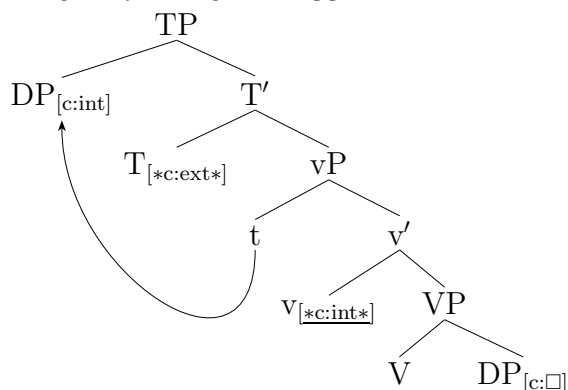 TP
DP[c:int] T′
T[∗c:ext∗] vP
t v′
v[∗c:int∗] VP
V DP[c:□]